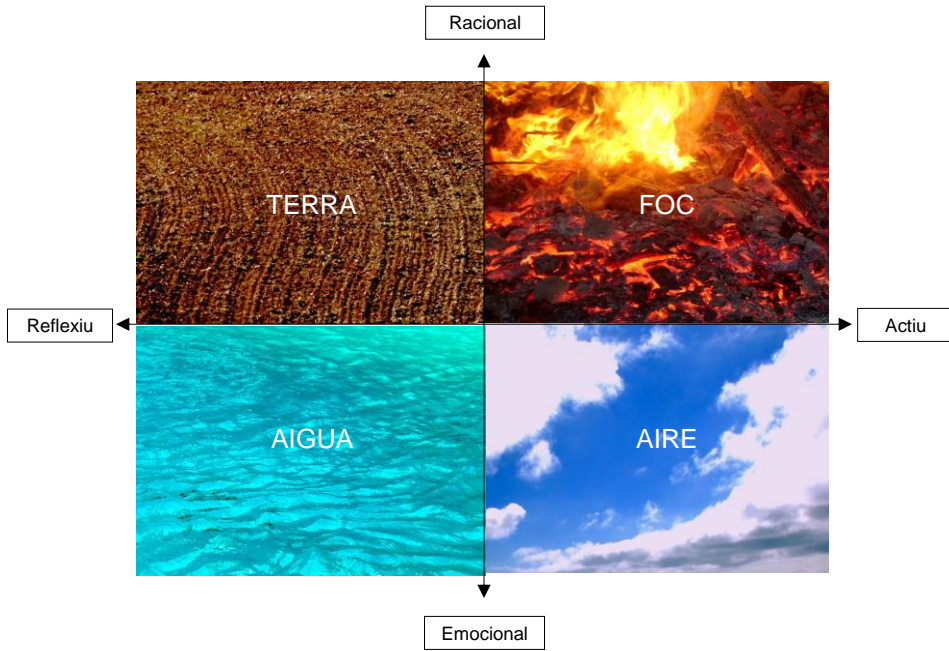 Racional
TERRA
FOC
Reflexiu
Actiu
AIGUA
AIRE
Emocional